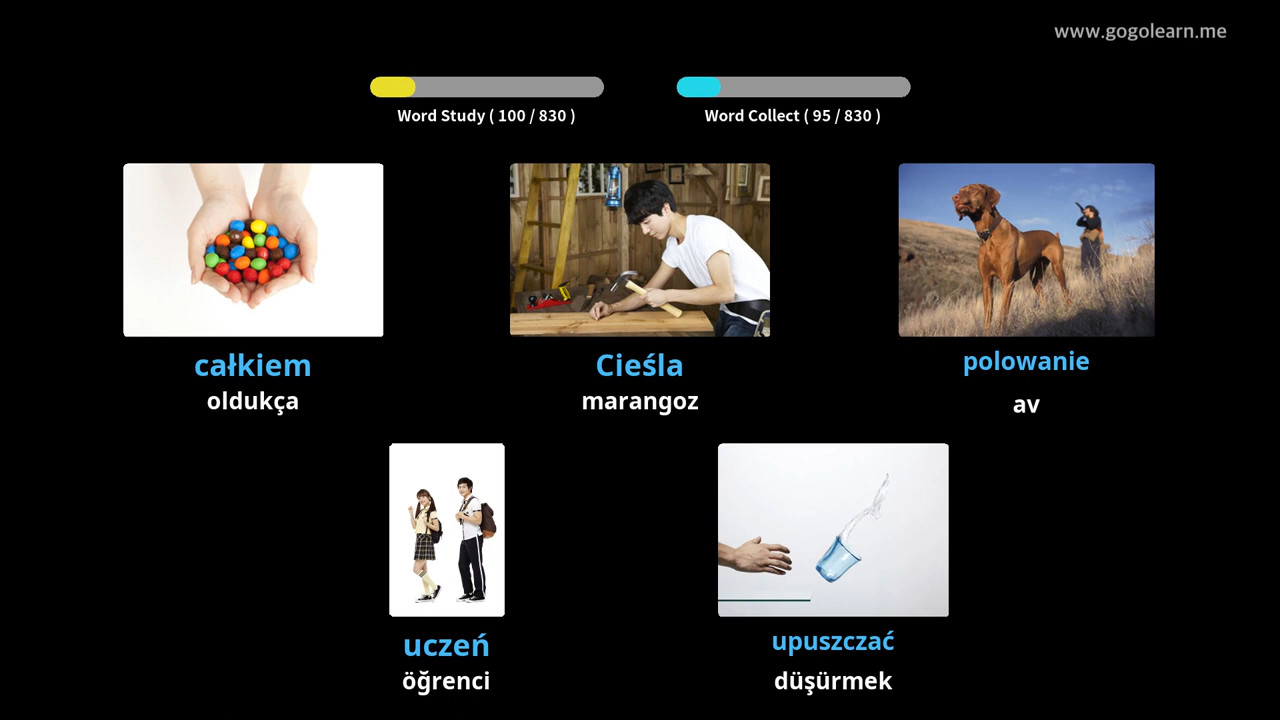 www.gogolearn.me
Word Study ( 100 / 830 )
Word Collect ( 95 / 830 )
całkiem
oldukça
Cieśla
marangoz
polowanie
av
uczeń
öğrenci
upuszczać
düşürmek